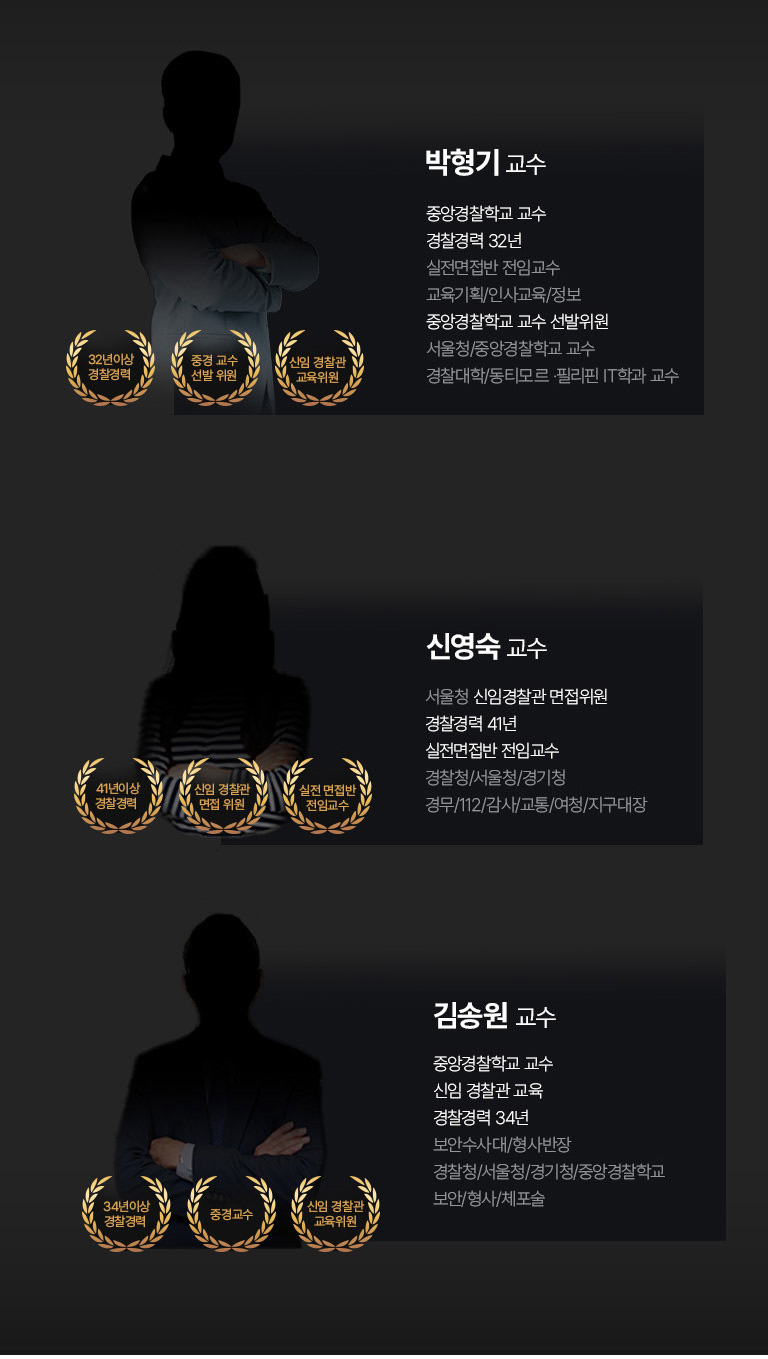 박형기 교수
중앙경찰학교 교수
경찰경력 32년
실전면접반 전임교수
교육기획/인사교육/정보
중앙경찰학교 교수 선발위원
서울청/중앙경찰학교 교수
경찰대학/동티모르 ·필리핀 IT학과 교수
32년이상
경찰경력
중경 교수
선발 위원
신임 경찰관
교육위원
신영숙 교수
서울청 신임경찰관 면접위원
경찰경력 41년
실전면접반 전임교수
경찰청/서울청/경기청
경무/112/감사/교통/여청/지구대장
41년이상
경찰경력
신임 경찰관
면접 위원
실전 면접반
전임교수
김송원 교수
중앙경찰학교 교수
신임 경찰관 교육
경찰경력 34년
보안수사대/형사반장
경찰청/서울청/경기청/중앙경찰학교
보안/형사/체포술
34년이상
경찰경력
중경교수
신임 경찰관
교육위원